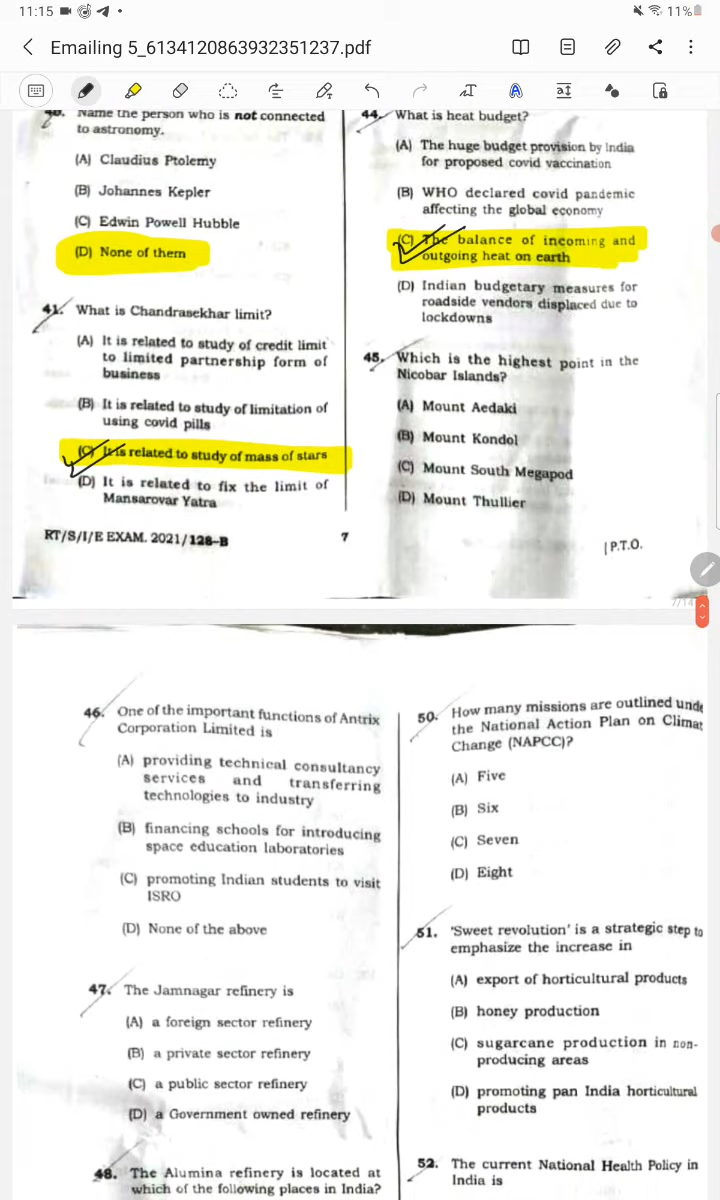 11:15
11%
Emailing 5_6134120863932351237.pdf
40. Name the person who is not connected
to astronomy.
(A) Claudius Ptolemy
(B) Johannes Kepler
(C) Edwin Powell Hubble
(D) None of them
41. What is Chandrasekhar limit?
(A) It is related to study of credit limit
to limited partnership form of
business
(B) It is related to study of limitation of
using covid pills
(C) It is related to study of mass of stars
(D) It is related to fix the limit of
Mansarovar Yatra
44. What is heat budget?
(A) The huge budget provision by India
for proposed covid vaccination
(B) WHO declared covid pandemic
affecting the global economy
(C) The balance of incoming and
outgoing heat on earth
(D) Indian budgetary measures for
roadside vendors displaced due to
lockdowns
45. Which is the highest point in the
Nicobar Islands?
(A) Mount Aedaki
(B) Mount Kondol
(C) Mount South Megapod
(D) Mount Thullier
RT/S/I/E EXAM. 2021/128-B
7
| P.T.O.
7/14
46. One of the important functions of Antrix
Corporation Limited is
(A) providing technical consultancy
services and transferring
technologies to industry
(B) financing schools for introducing
space education laboratories
(C) promoting Indian students to visit
ISRO
(D) None of the above
47. The Jamnagar refinery is
(A) a foreign sector refinery
(B) a private sector refinery
(C) a public sector refinery
(D) a Government owned refinery
48. The Alumina refinery is located at
which of the following places in India?
50. How many missions are outlined unde
the National Action Plan on Climat
Change (NAPCC)?
(A) Five
(B) Six
(C) Seven
(D) Eight
51. 'Sweet revolution' is a strategic step to
emphasize the increase in
(A) export of horticultural products
(B) honey production
(C) sugarcane production in non-
producing areas
(D) promoting pan India horticultural
products
52. The current National Health Policy in
India is